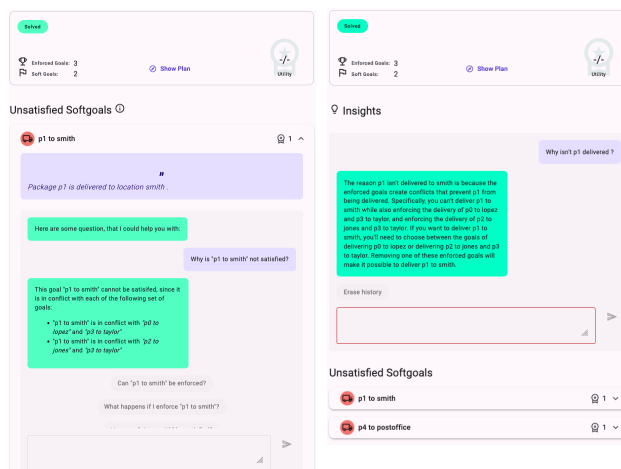 Solved
Enforced Goals: 3
Soft Goals: 2
Show Plan
-/-
Utility
Unsatisfied Softgoals
p1 to smith
1
"
Package p1 is delivered to location smith .
Here are some question, that I could help you with:
Why is "p1 to smith" not satisfied?
This goal "p1 to smith" cannot be satisifed, since it
is in conflict with each of the following set of
goals:
• "p1 to smith" is in conflict with "p0 to
lopez" and "p3 to taylor"
• "p1 to smith" is in conflict with "p2 to
jones" and "p3 to taylor"
Can "p1 to smith" be enforced?
What happens if I enforce "p1 to smith"?
Solved
Enforced Goals: 3
Soft Goals: 2
Show Plan
-/-
Utility
Insights
Why isn't p1 delivered ?
The reason p1 isn't delivered to smith is because the
enforced goals create conflicts that prevent p1 from
being delivered. Specifically, you can't deliver p1 to
smith while also enforcing the delivery of p0 to lopez
and p3 to taylor, and enforcing the delivery of p2 to
jones and p3 to taylor. If you want to deliver p1 to
smith, you'll need to choose between the goals of
delivering p0 to lopez or delivering p2 to jones and p3
to taylor. Removing one of these enforced goals will
make it possible to deliver p1 to smith.
Erase history
Unsatisfied Softgoals
p1 to smith
1
p4 to postoffice
1